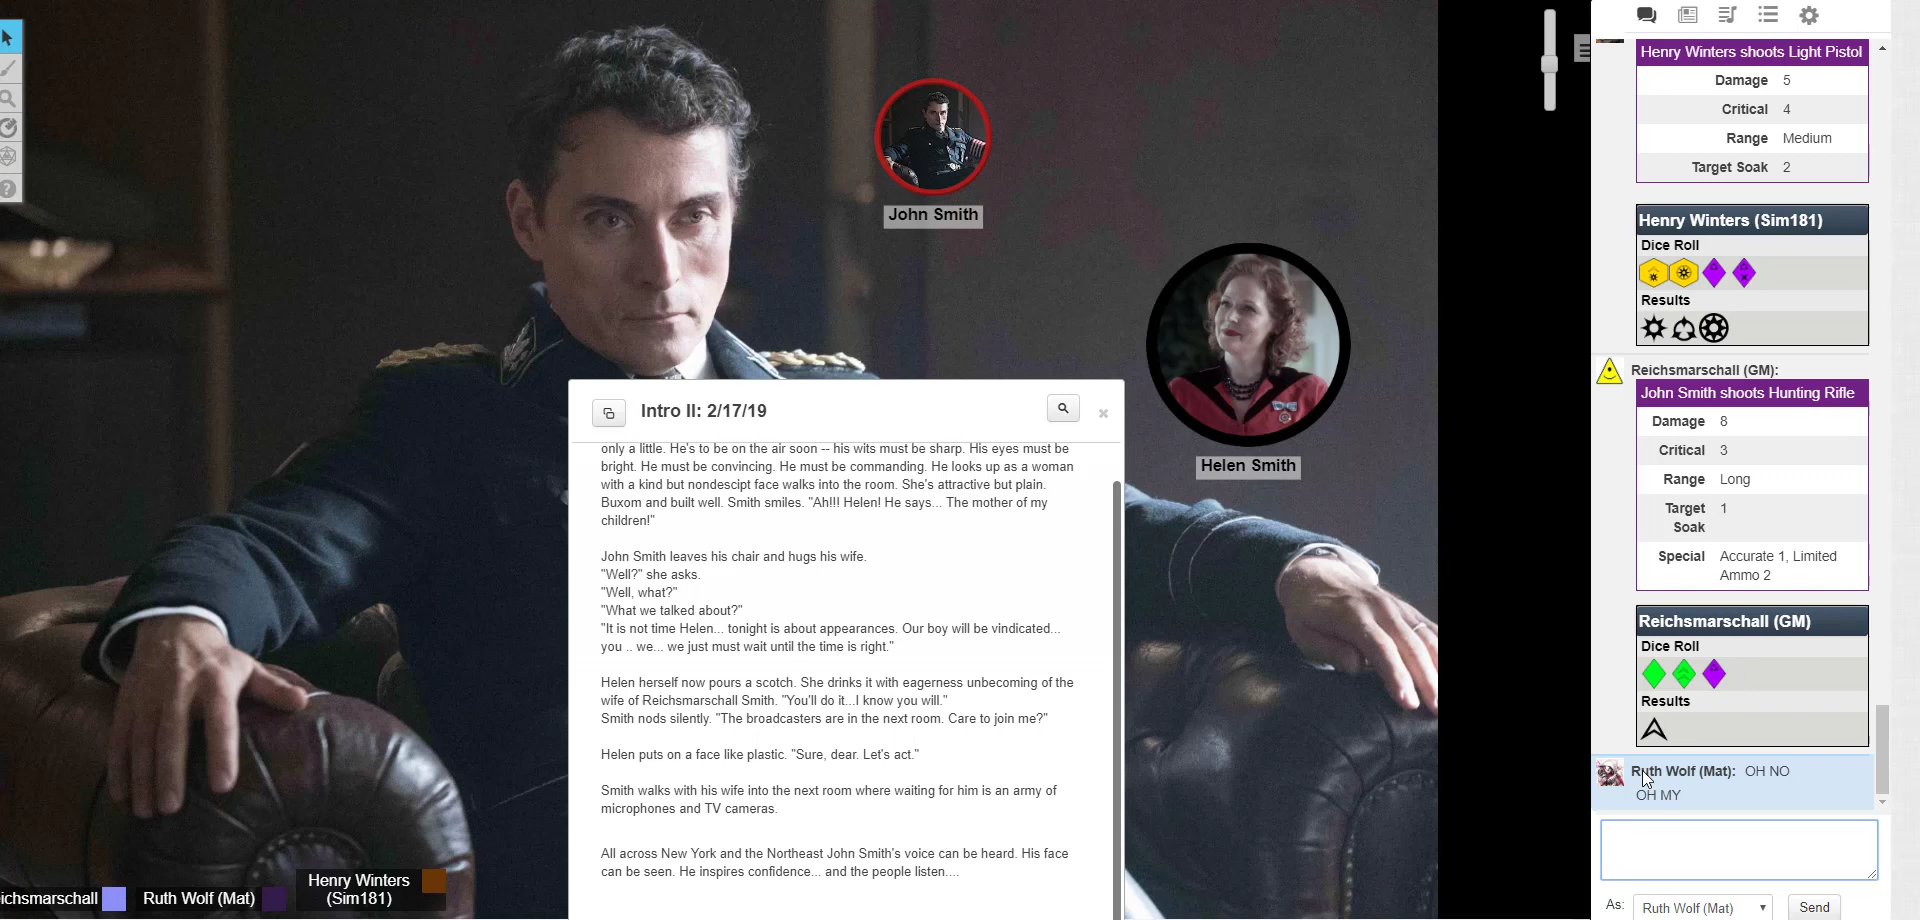 John Smith
Helen Smith
Intro II: 2/17/19
only a little. He's to be on the air soon -- his wits must be sharp. His eyes must be
bright. He must be convincing. He must be commanding. He looks up as a woman
with a kind but nondescipt face walks into the room. She's attractive but plain.
Buxom and built well. Smith smiles. "Ah!!! Helen! He says... The mother of my
children!"
John Smith leaves his chair and hugs his wife.
"Well?" she asks.
"Well, what?"
"What we talked about?"
"It is not time Helen... tonight is about appearances. Our boy will be vindicated...
you .. we... we just must wait until the time is right."
Helen herself now pours a scotch. She drinks it with eagerness unbecoming of the
wife of Reichsmarschall Smith. "You'll do it...I know you will."
Smith nods silently. "The broadcasters are in the next room. Care to join me?"
Helen puts on a face like plastic. "Sure, dear. Let's act."
Smith walks with his wife into the next room where waiting for him is an army of
microphones and TV cameras.
All across New York and the Northeast John Smith's voice can be heard. His face
can be seen. He inspires confidence... and the people listen....
ichsmarschall
Ruth Wolf (Mat)
Henry Winters
(Sim181)
Henry Winters shoots Light Pistol
Damage 5
Critical 4
Range Medium
Target Soak 2
Henry Winters (Sim181)
Dice Roll
Results
Reichsmarschall (GM):
John Smith shoots Hunting Rifle
Damage 8
Critical 3
Range Long
Target 1
Soak
Special Accurate 1, Limited
Ammo 2
Reichsmarschall (GM)
Dice Roll
Results
Ruth Wolf (Mat): OH NO
OH MY
As: Ruth Wolf (Mat) Send